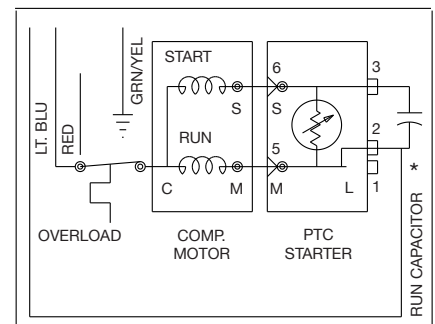 LT. BLU
RED
GRN/YEL
START
RUN
S
C
M
6
S
5
M
3
2
1
L
*
OVERLOAD
COMP.
MOTOR
PTC
STARTER
RUN CAPACITOR